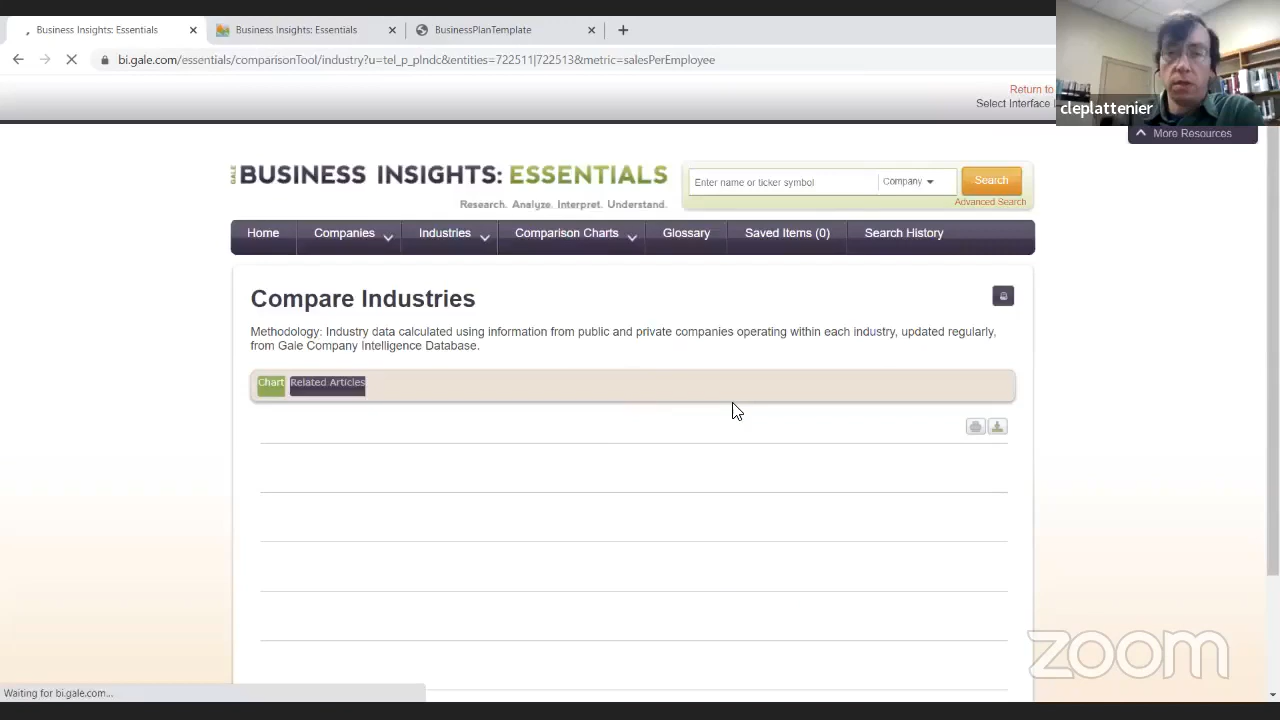 Business Insights: Essentials
Business Insights: Essentials
BusinessPlanTemplate
bi.gale.com/essentials/comparisonTool/industry?u=tel_p_plndc&entities=722511|722513&metric=salesPerEmployee
Return to
Select Interface
cleplattenier
More Resources
GALE BUSINESS INSIGHTS: ESSENTIALS
Research. Analyze. Interpret. Understand.
Enter name or ticker symbol Company Search
Advanced Search
Home Companies Industries Comparison Charts Glossary Saved Items (0) Search History
Compare Industries
Methodology: Industry data calculated using information from public and private companies operating within each industry, updated regularly,
from Gale Company Intelligence Database.
Chart Related Articles
zoom
Waiting for bi.gale.com...